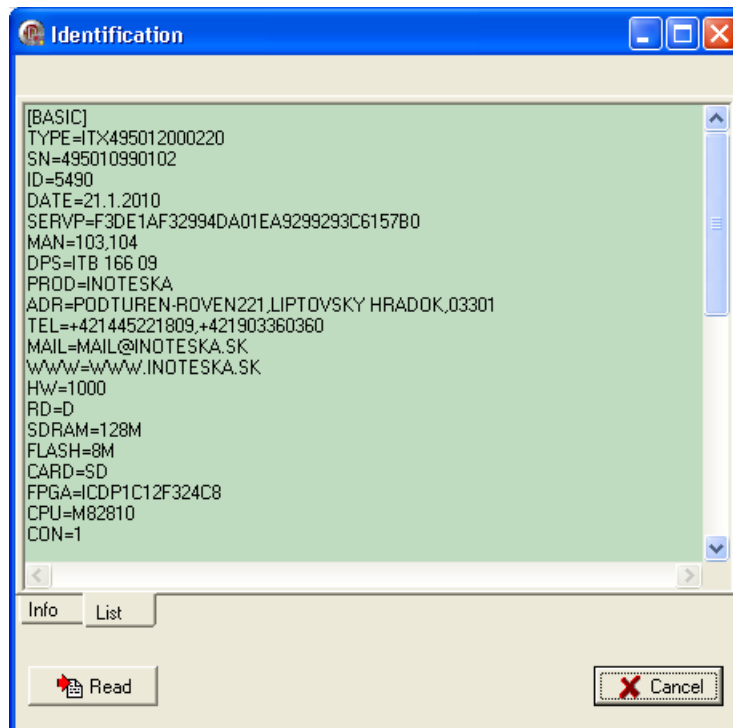 Identification
[BASIC]
TYPE=ITX495012000220
SN=495010990102
ID=5490
DATE=21.1.2010
SERVP=F3DE1AF32994DA01EA9299293C6157B0
MAN=103,104
DPS=ITB 166 09
PROD=INOTESKA
ADR=PODTUREN-ROVEN221,LIPTOVSKY HRADOK,03301
TEL=+421445221809,+421903360360
MAIL=MAIL@INOTESKA.SK
WWW=WWW.INOTESKA.SK
HW=1000
RD=D
SDRAM=128M
FLASH=8M
CARD=SD
FPGA=ICDP1C12F324C8
CPU=M82810
CON=1
Info List
Read Cancel